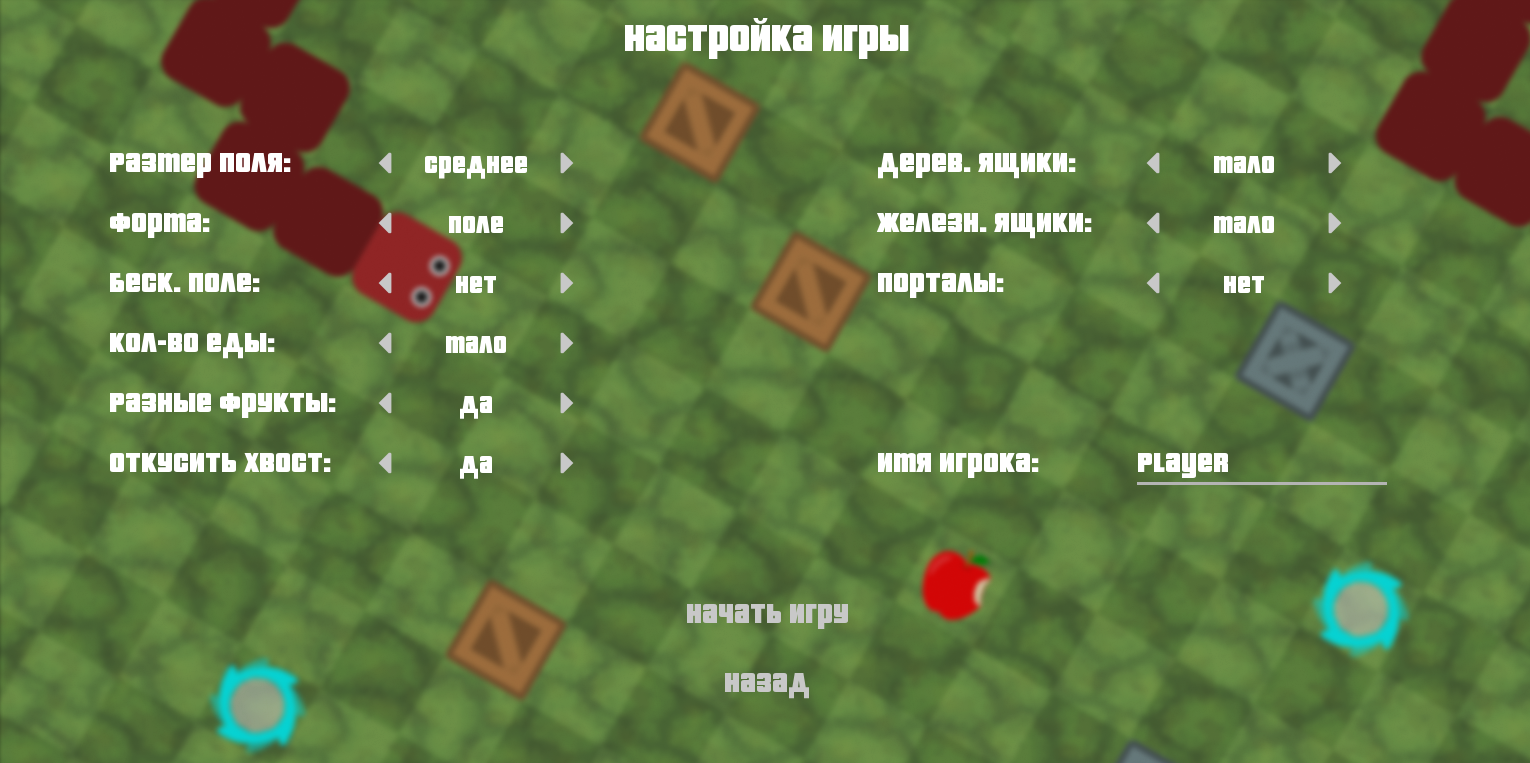 настройка игры
Размер поля: среднее
Форма: поле
Беск. поле: нет
Кол-во еды: мало
Разные фрукты: да
Откусить хвост: да
Дерев. ящики: мало
Железн. ящики: мало
Порталы: нет
Имя игрока: Player
начать игру
назад